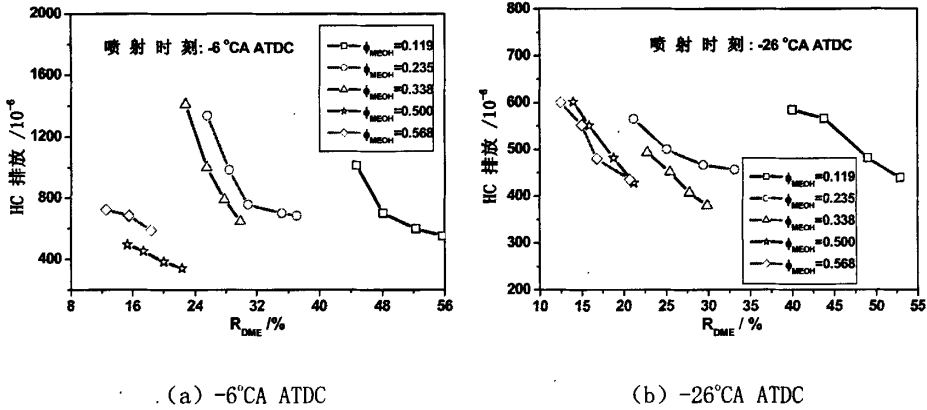 喷射时刻: -6 °CA ATDC
ϕMEOH=0.119
ϕMEOH=0.235
ϕMEOH=0.338
ϕMEOH=0.500
ϕMEOH=0.568
2000
1600
1200
800
400
HC 排放 /10⁻⁶
8 16 24 32 40 48 56
RDME /%
喷射时刻: -26 °CA ATDC
ϕMEOH=0.119
ϕMEOH=0.235
ϕMEOH=0.338
ϕMEOH=0.500
ϕMEOH=0.568
800
700
600
500
400
300
200
HC 排放 /10⁻⁶
10 15 20 25 30 35 40 45 50 55
RDME / %
(a) -6°CA ATDC
(b) -26°CA ATDC